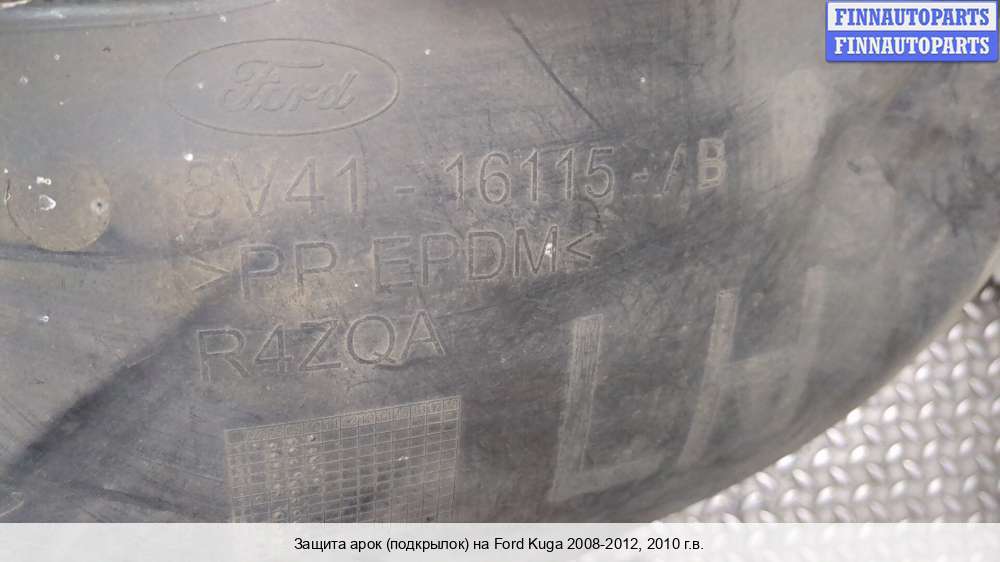 FINNAUTOPARTS
FINNAUTOPARTS
Ford
8V41 - 16115-AB
>PP-EPDM<
R4ZQA
LH
Защита арок (подкрылок) на Ford Kuga 2008-2012, 2010 г.в.